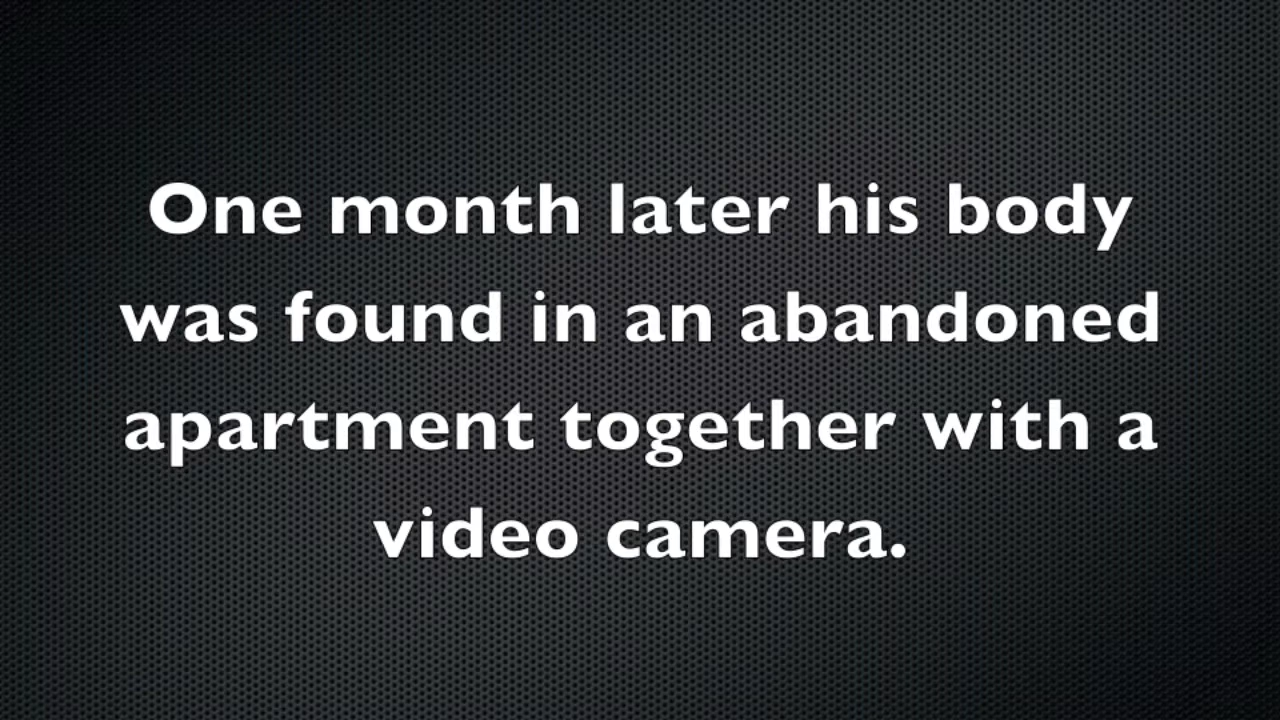 One month later his body
was found in an abandoned
apartment together with a
video camera.